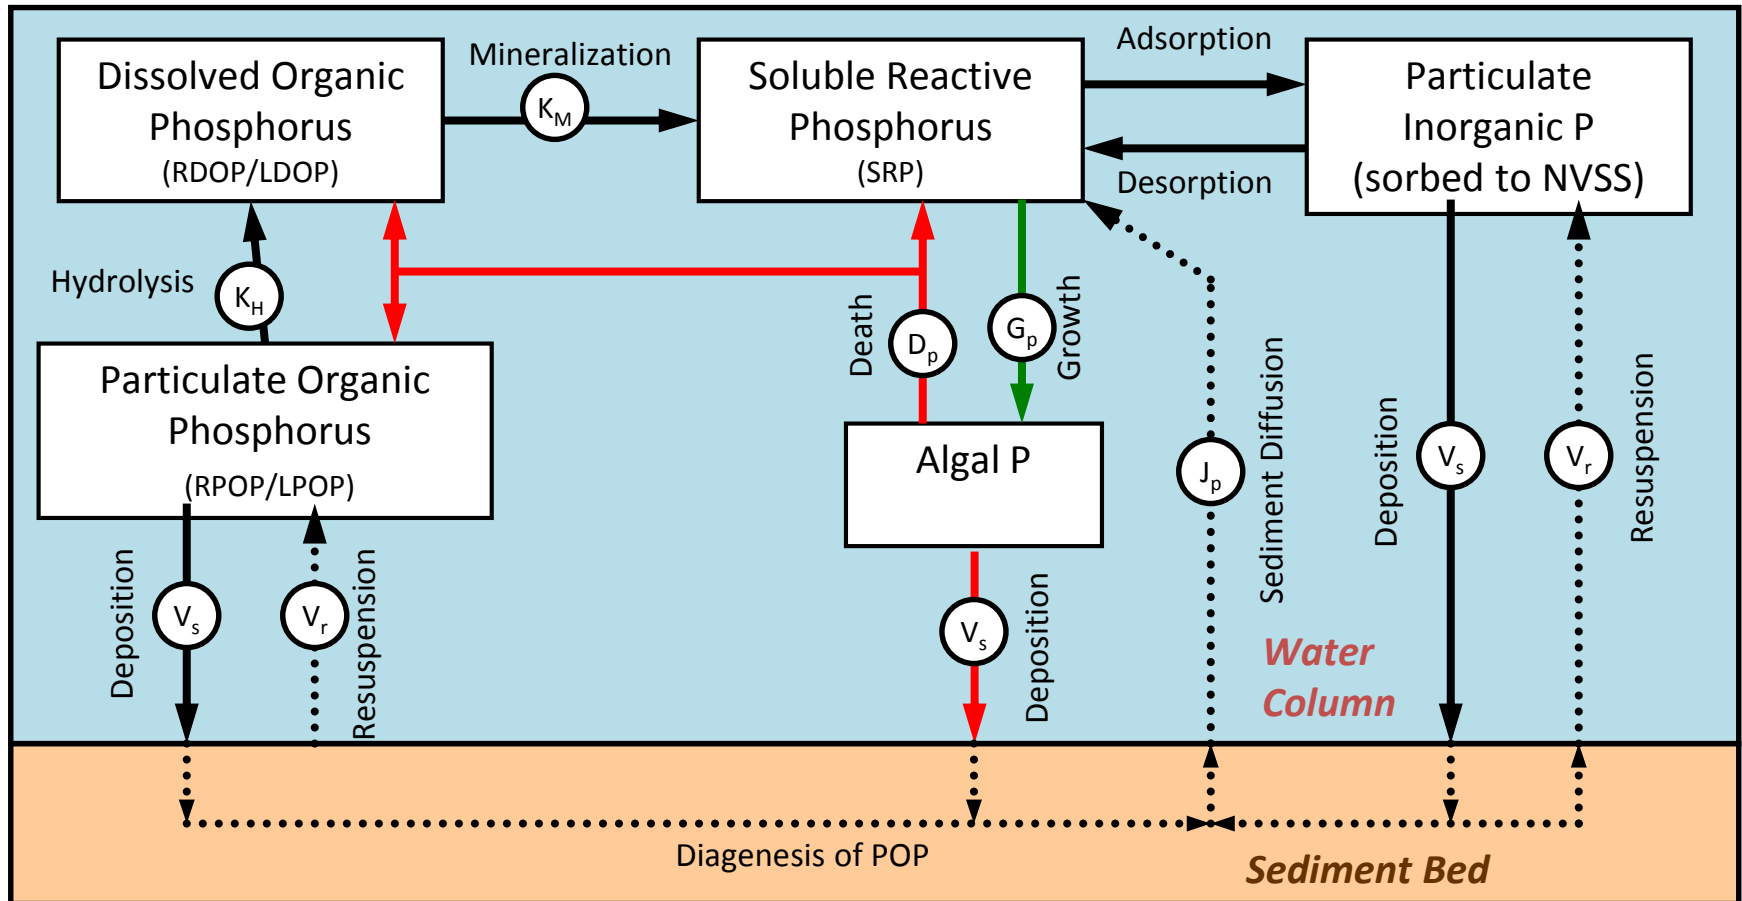 Dissolved Organic
Phosphorus
(RDOP/LDOP)
Mineralization
K_M
Soluble Reactive
Phosphorus
(SRP)
Adsorption
Desorption
Particulate
Inorganic P
(sorbed to NVSS)
Hydrolysis
K_H
Particulate Organic
Phosphorus
(RPOP/LPOP)
Death
D_p
G_p
Growth
Algal P
J_p
Sediment Diffusion
Deposition
V_s
V_r
Resuspension
Deposition
V_s
V_r
Resuspension
V_s
Deposition
Water
Column
Diagenesis of POP
Sediment Bed